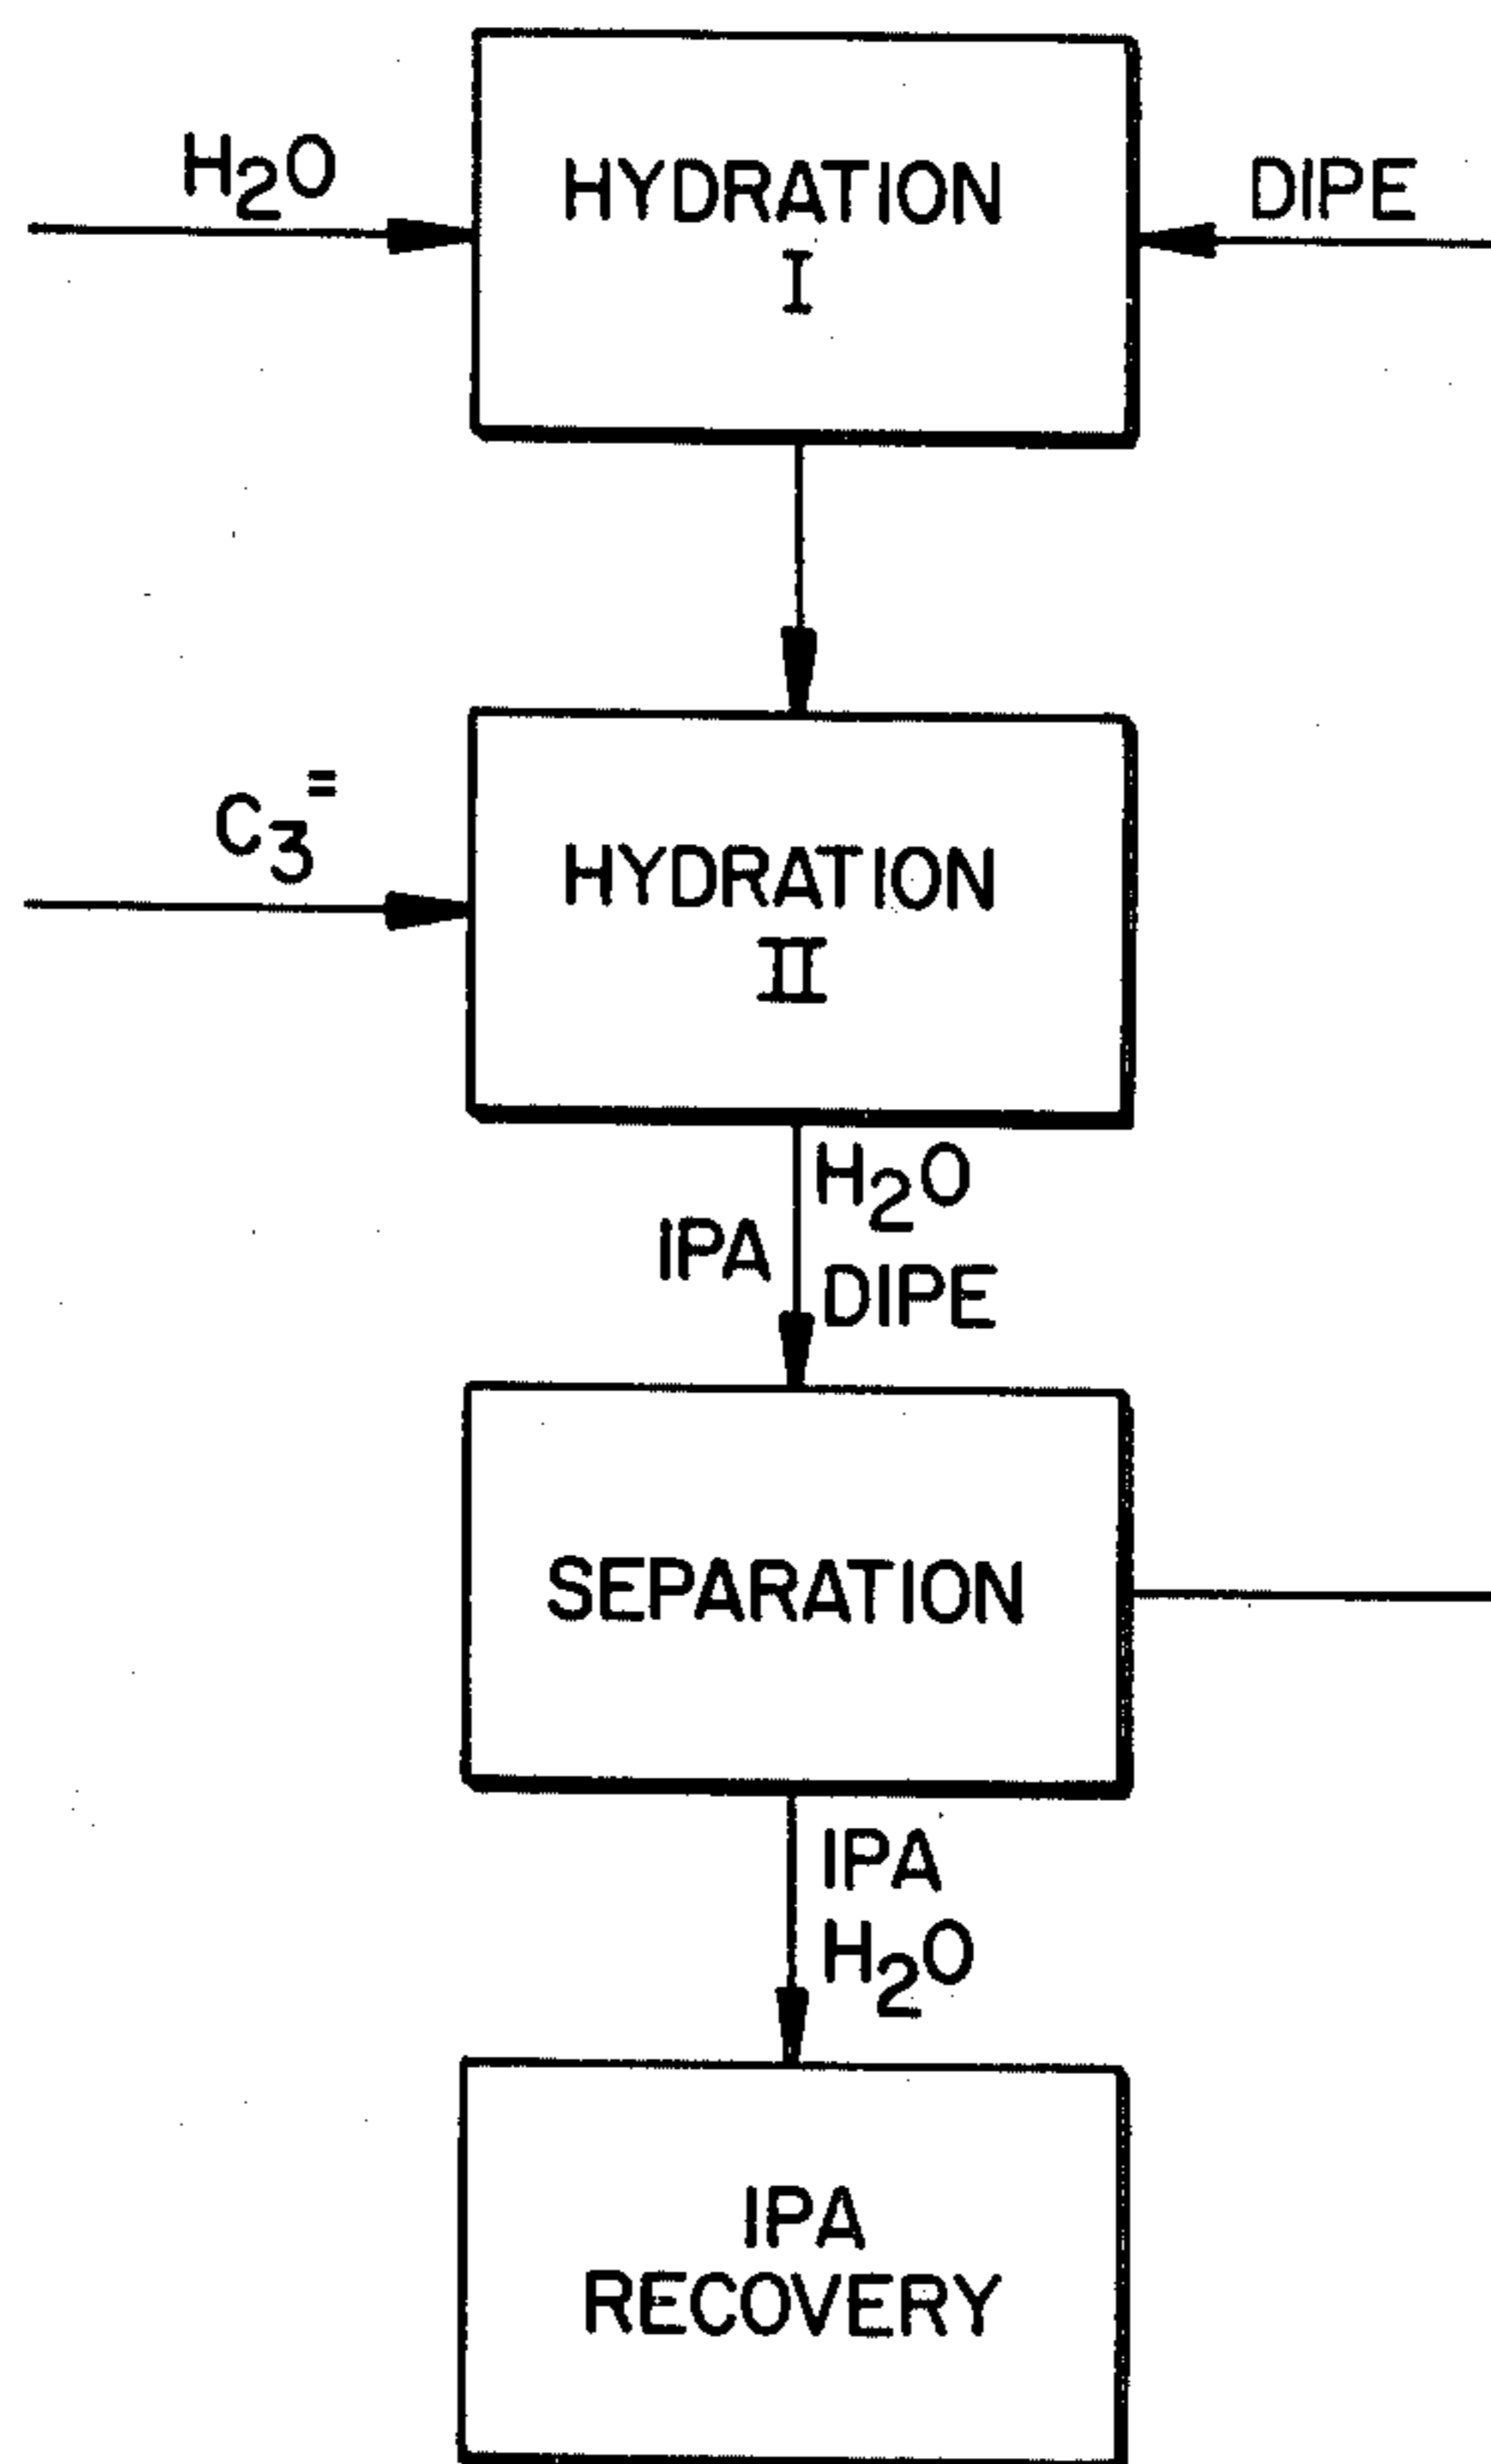 H₂O
HYDRATION
I
DIPE
C₃⁼
HYDRATION
II
H₂O
IPA
DIPE
SEPARATION
IPA
H₂O
IPA
RECOVERY